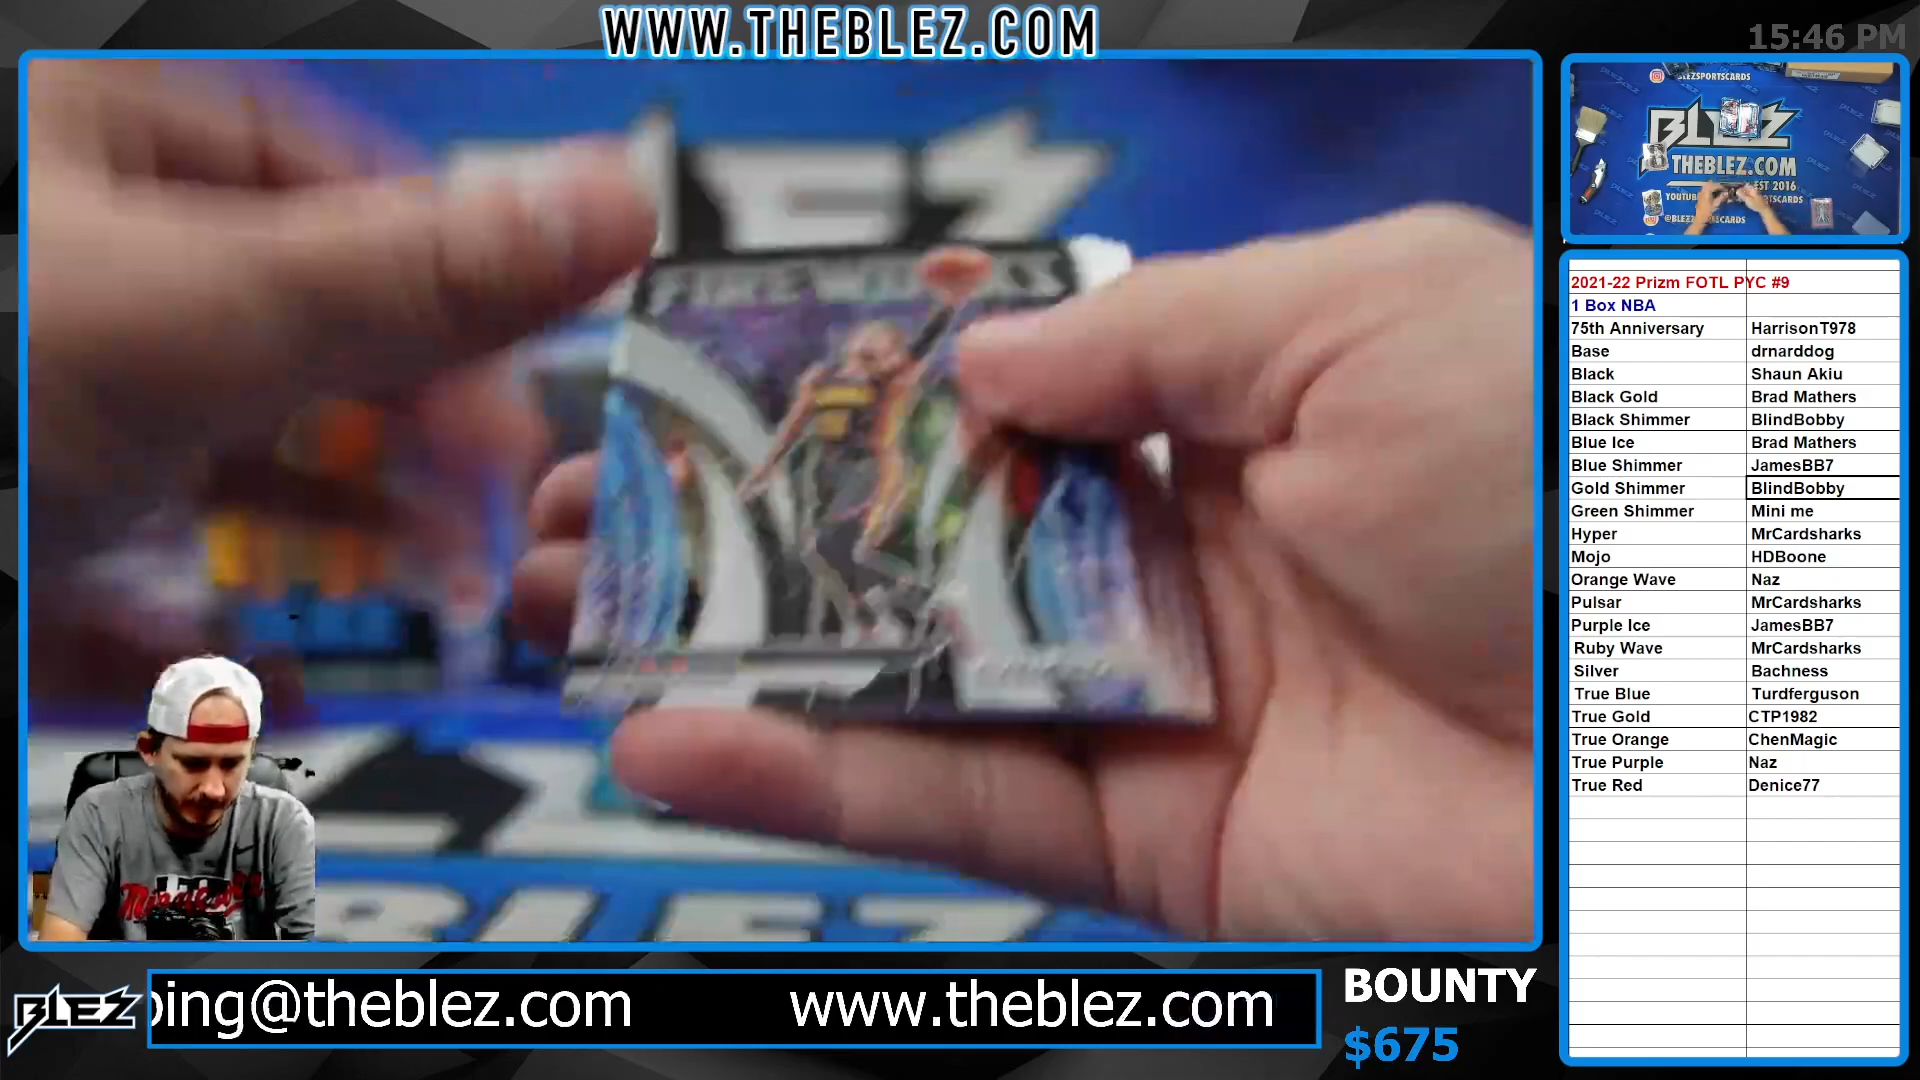 WWW.THEBLEZ.COM
15:46 PM
BLEZSPORTSCARDS
BLEZ
THEBLEZ.COM
EST 2016
2021-22 Prizm FOTL PYC #9
1 Box NBA
75th Anniversary HarrisonT978
Base drnarddog
Black Shaun Akiu
Black Gold Brad Mathers
Black Shimmer BlindBobby
Blue Ice Brad Mathers
Blue Shimmer JamesBB7
Gold Shimmer BlindBobby
Green Shimmer Mini me
Hyper MrCardsharks
Mojo HDBoone
Orange Wave Naz
Pulsar MrCardsharks
Purple Ice JamesBB7
Ruby Wave MrCardsharks
Silver Bachness
True Blue Turdferguson
True Gold CTP1982
True Orange ChenMagic
True Purple Naz
True Red Denice77
BLEZ
ping@theblez.com www.theblez.com
BOUNTY
$675